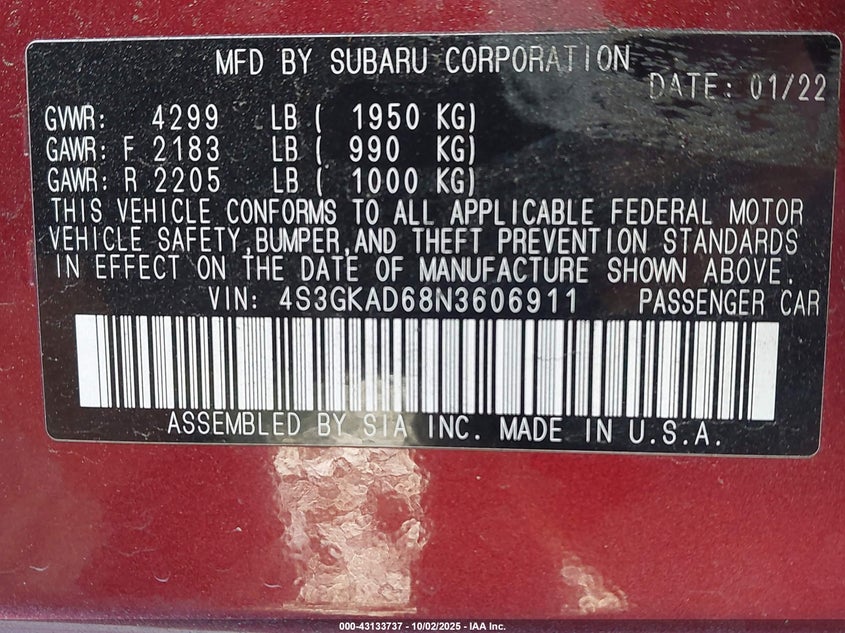 MFD BY SUBARU CORPORATION
DATE: 01/22
GVWR: 4299 LB ( 1950 KG)
GAWR: F 2183 LB ( 990 KG)
GAWR: R 2205 LB ( 1000 KG)
THIS VEHICLE CONFORMS TO ALL APPLICABLE FEDERAL MOTOR
VEHICLE SAFETY,BUMPER,AND THEFT PREVENTION STANDARDS
IN EFFECT ON THE DATE OF MANUFACTURE SHOWN ABOVE.
VIN: 4S3GKAD68N3606911 PASSENGER CAR
ASSEMBLED BY SIA INC. MADE IN U.S.A.
000-43133737 - 10/02/2025 - IAA Inc.